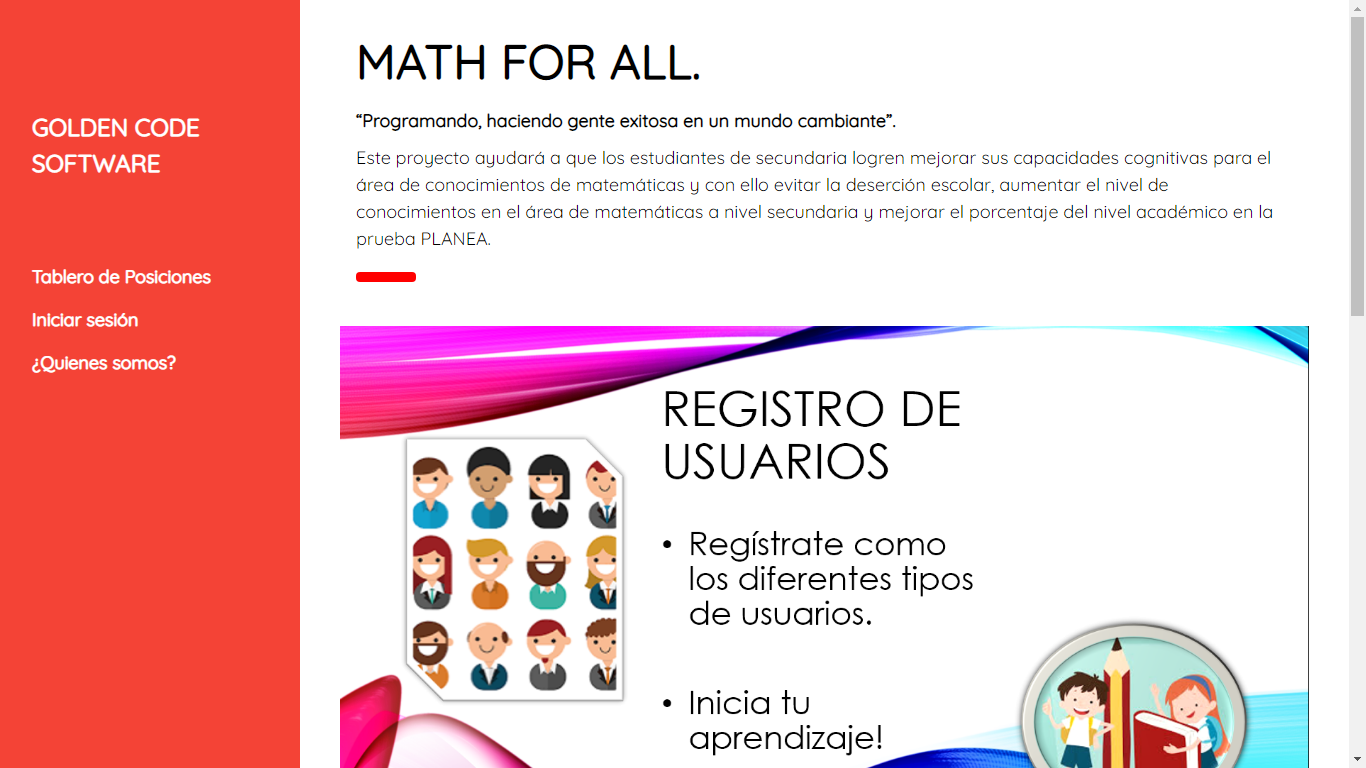 GOLDEN CODE
SOFTWARE
Tablero de Posiciones
Iniciar sesión
¿Quienes somos?
MATH FOR ALL.
“Programando, haciendo gente exitosa en un mundo cambiante”.
Este proyecto ayudará a que los estudiantes de secundaria logren mejorar sus capacidades cognitivas para el
área de conocimientos de matemáticas y con ello evitar la deserción escolar, aumentar el nivel de
conocimientos en el área de matemáticas a nivel secundaria y mejorar el porcentaje del nivel académico en la
prueba PLANEA.
REGISTRO DE
USUARIOS
• Regístrate como
los diferentes tipos
de usuarios.
• Inicia tu
aprendizaje!